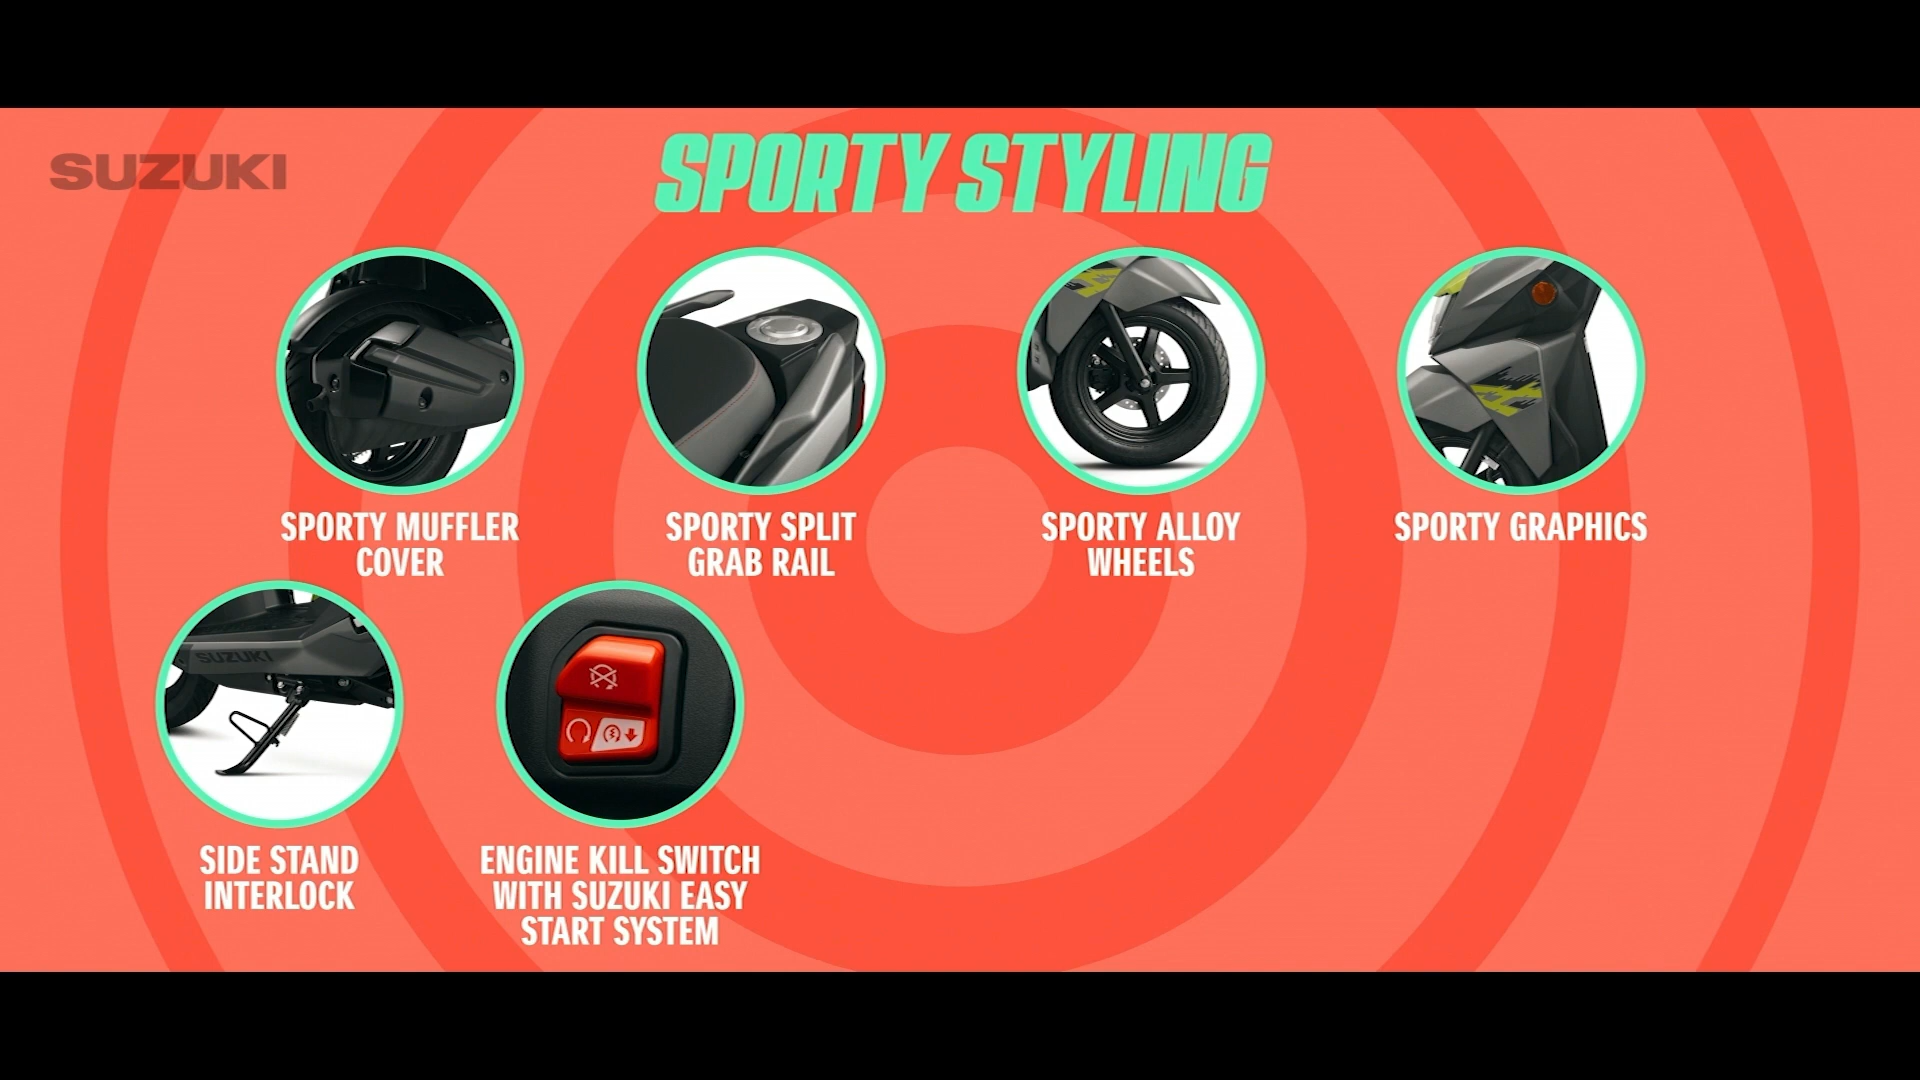 SUZUKI
SPORTY STYLING
SPORTY MUFFLER
COVER
SPORTY SPLIT
GRAB RAIL
SPORTY ALLOY
WHEELS
SPORTY GRAPHICS
SUZUKI
SIDE STAND
INTERLOCK
ENGINE KILL SWITCH
WITH SUZUKI EASY
START SYSTEM